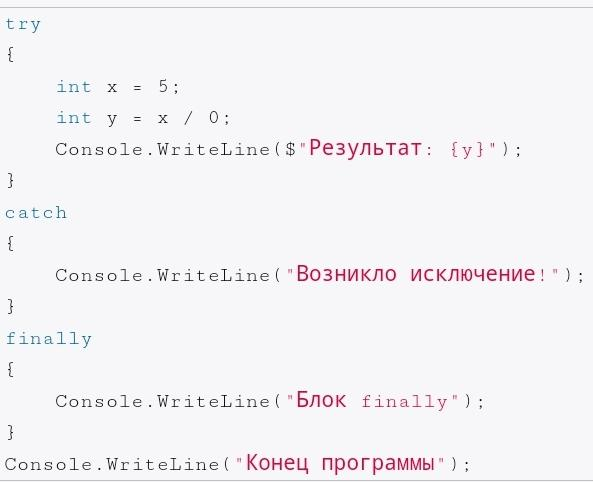 try
{
    int x = 5;
    int y = x / 0;
    Console.WriteLine($"Результат: {y}");
}
catch
{
    Console.WriteLine("Возникло исключение!");
}
finally
{
    Console.WriteLine("Блок finally");
}
Console.WriteLine("Конец программы");